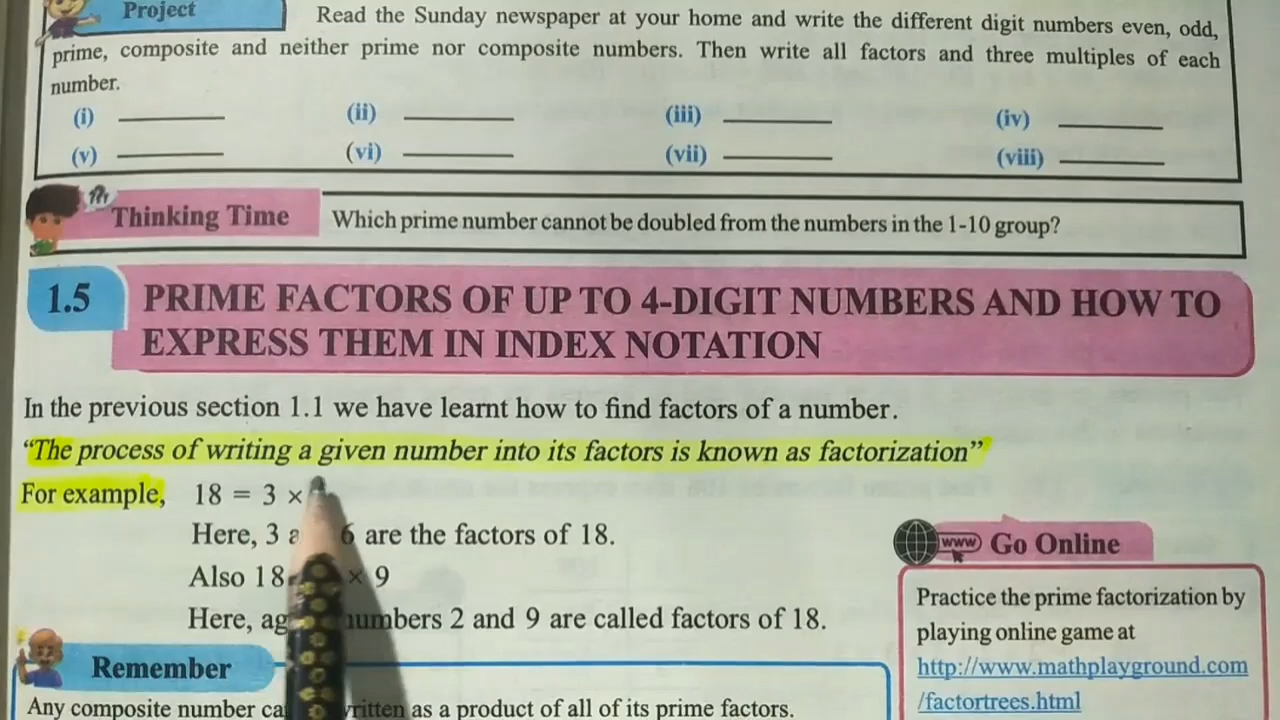 Project
Read the Sunday newspaper at your home and write the different digit numbers even, odd,
prime, composite and neither prime nor composite numbers. Then write all factors and three multiples of each
number.
(i) (ii) (iii) (iv)
(v) (vi) (vii) (viii)
Thinking Time
Which prime number cannot be doubled from the numbers in the 1-10 group?
1.5 PRIME FACTORS OF UP TO 4-DIGIT NUMBERS AND HOW TO
EXPRESS THEM IN INDEX NOTATION
In the previous section 1.1 we have learnt how to find factors of a number.
“The process of writing a given number into its factors is known as factorization”
For example, 18 = 3 ×
Here, 3 6 are the factors of 18.
Also 18 × 9
Here, numbers 2 and 9 are called factors of 18.
Remember
Any composite number as a product of all of its prime factors.
www Go Online
Practice the prime factorization by
playing online game at
http://www.mathplayground.com
/factortrees.html